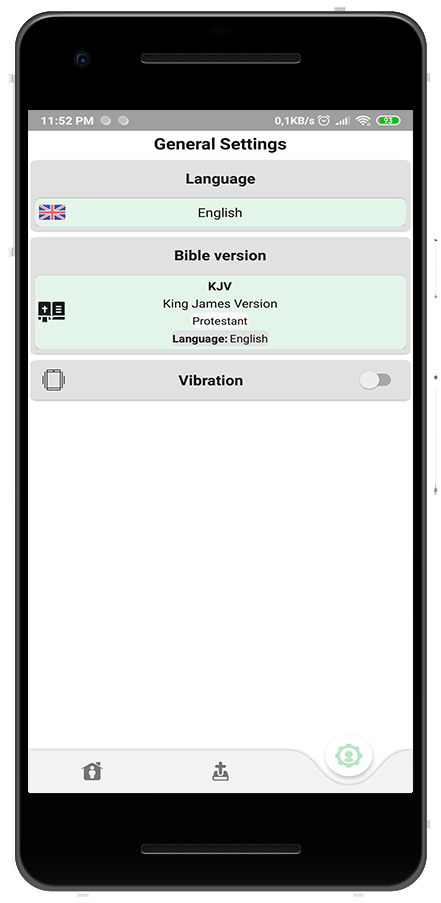 11:52 PM 0,1KB/s 93
General Settings
Language
English
Bible version
KJV
King James Version
Protestant
Language: English
Vibration